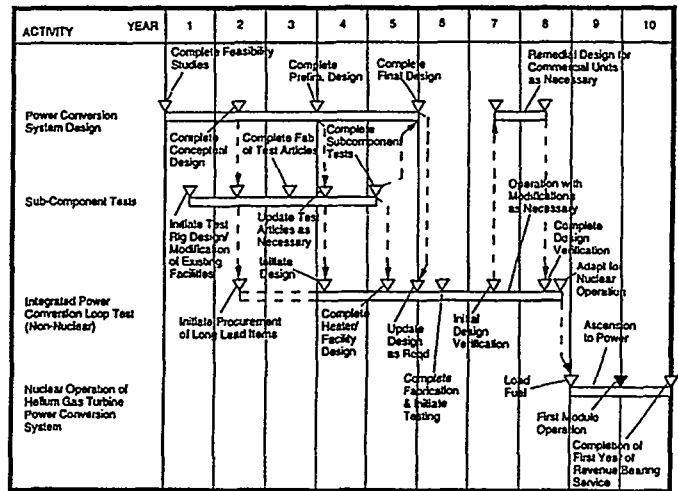 ACTIVITY YEAR 1 2 3 4 5 6 7 8 9 10
Complete Feasibility
Studies
Complete
Prelim. Design
Complete
Final Design
Remedial Design for
Commercial Units
as Necessary
Power Conversion
System Design
Complete
Conceptual
Design
Complete Fab
of Test Articles
Complete
Subcomponent
Tests
Sub-Component Tests
Initiate Test
Rig Design/
Modification
of Existing
Facilities
Update Test
Articles as
Necessary
Initiate
Design
Operation with
Modifications
as Necessary
Complete
Design
Verification
Adapt for
Nuclear
Operation
Integrated Power
Conversion Loop Test
(Non-Nuclear)
Initiate Procurement
of Long Lead Items
Complete
Heater/
Facility
Design
Update
Design
as Reqd
Complete
Fabrication
& Initiate
Testing
Initial
Design
Verification
Ascension
to Power
Nuclear Operation of
Helium Gas Turbine
Power Conversion
System
Load
Fuel
First Module
Operation
Completion of
First Year of
Revenue Bearing
Service